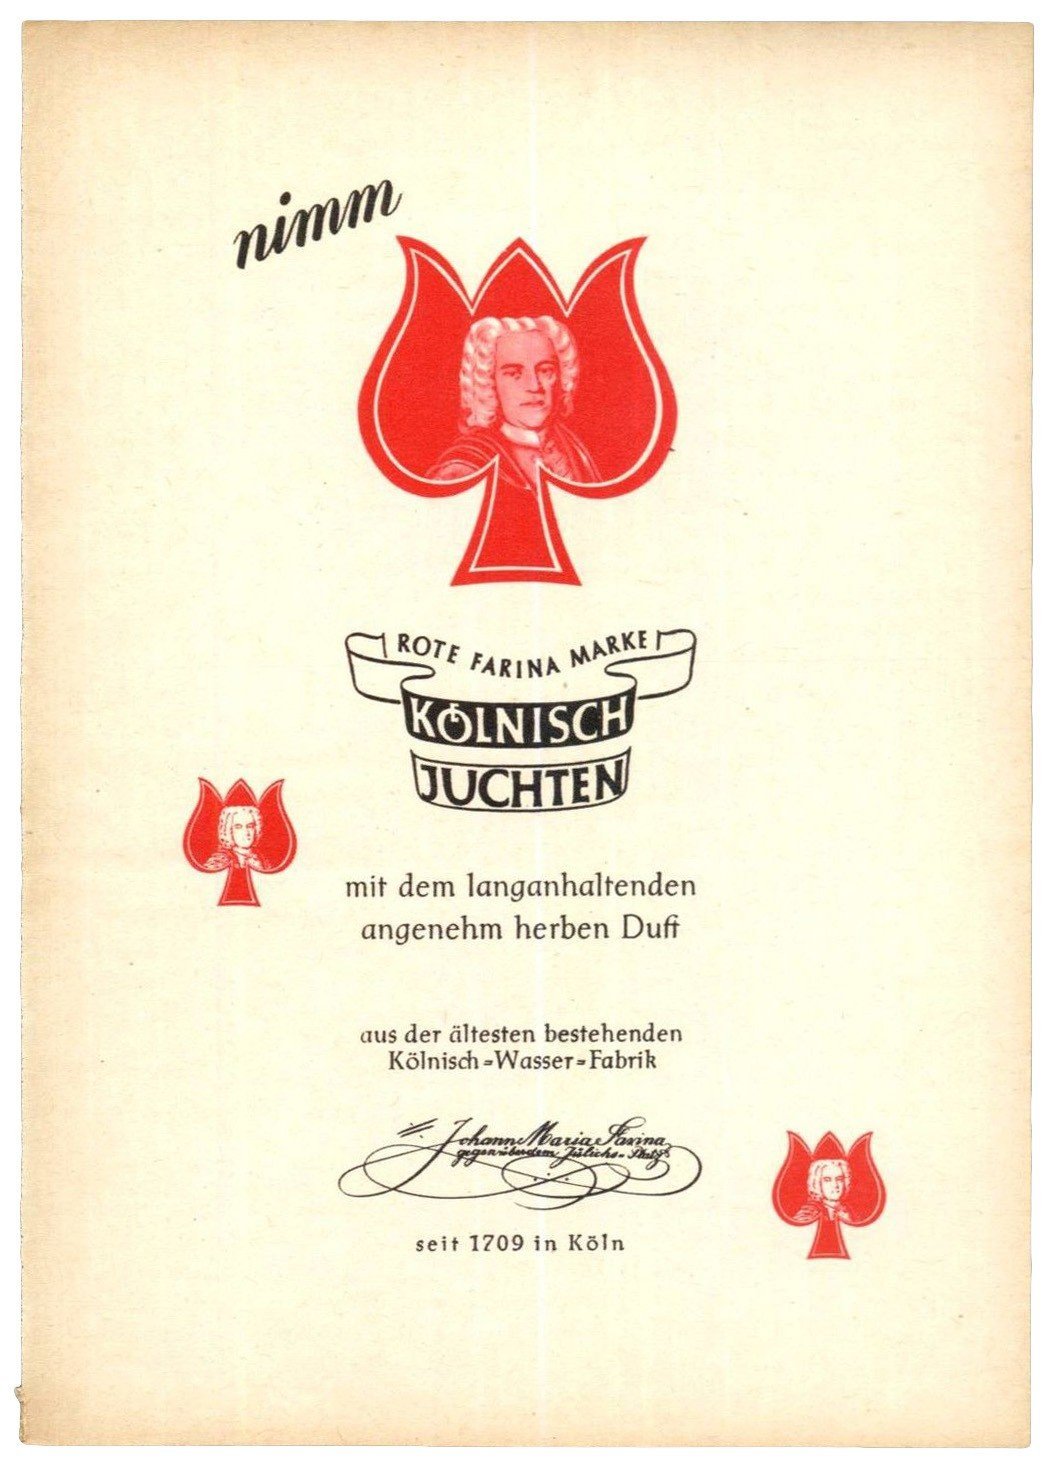 nimm
ROTE FARINA MARKE
KÖLNISCH
JUCHTEN
mit dem langanhaltenden
angenehm herben Duft
aus der ältesten bestehenden
Kölnisch-Wasser-Fabrik
Johann Maria Farina
gegenüber dem Jülichs-Platz
seit 1709 in Köln